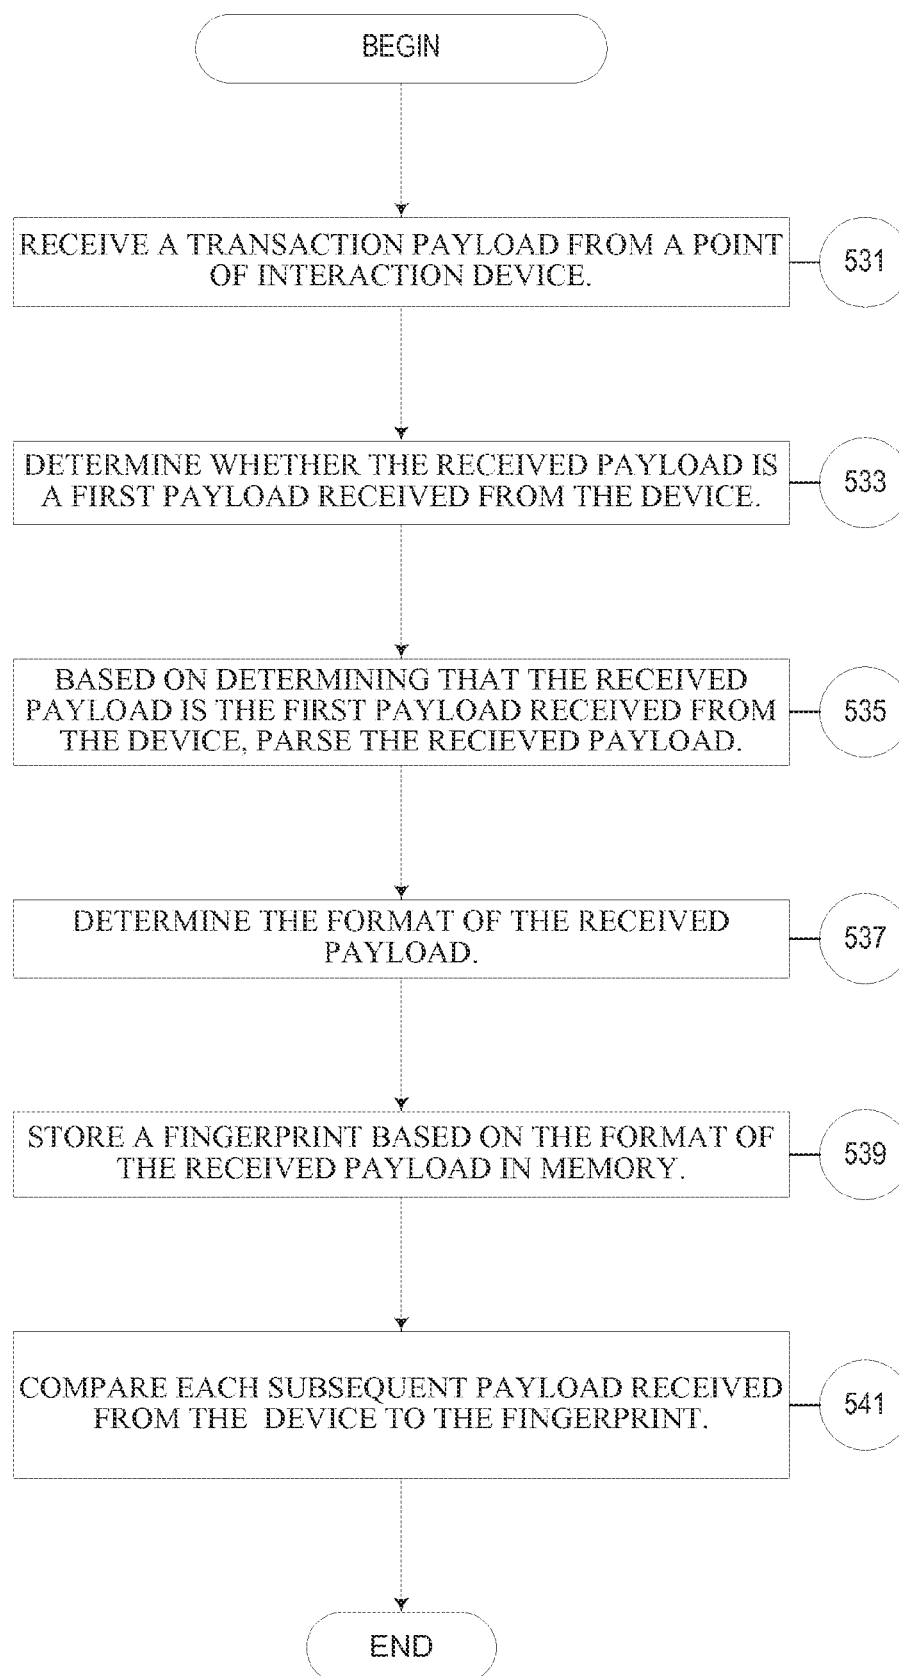 BEGIN
RECEIVE A TRANSACTION PAYLOAD FROM A POINT
OF INTERACTION DEVICE.
531
DETERMINE WHETHER THE RECEIVED PAYLOAD IS
A FIRST PAYLOAD RECEIVED FROM THE DEVICE.
533
BASED ON DETERMINING THAT THE RECEIVED
PAYLOAD IS THE FIRST PAYLOAD RECEIVED FROM
THE DEVICE, PARSE THE RECIEVED PAYLOAD.
535
DETERMINE THE FORMAT OF THE RECEIVED
PAYLOAD.
537
STORE A FINGERPRINT BASED ON THE FORMAT OF
THE RECEIVED PAYLOAD IN MEMORY.
539
COMPARE EACH SUBSEQUENT PAYLOAD RECEIVED
FROM THE DEVICE TO THE FINGERPRINT.
541
END